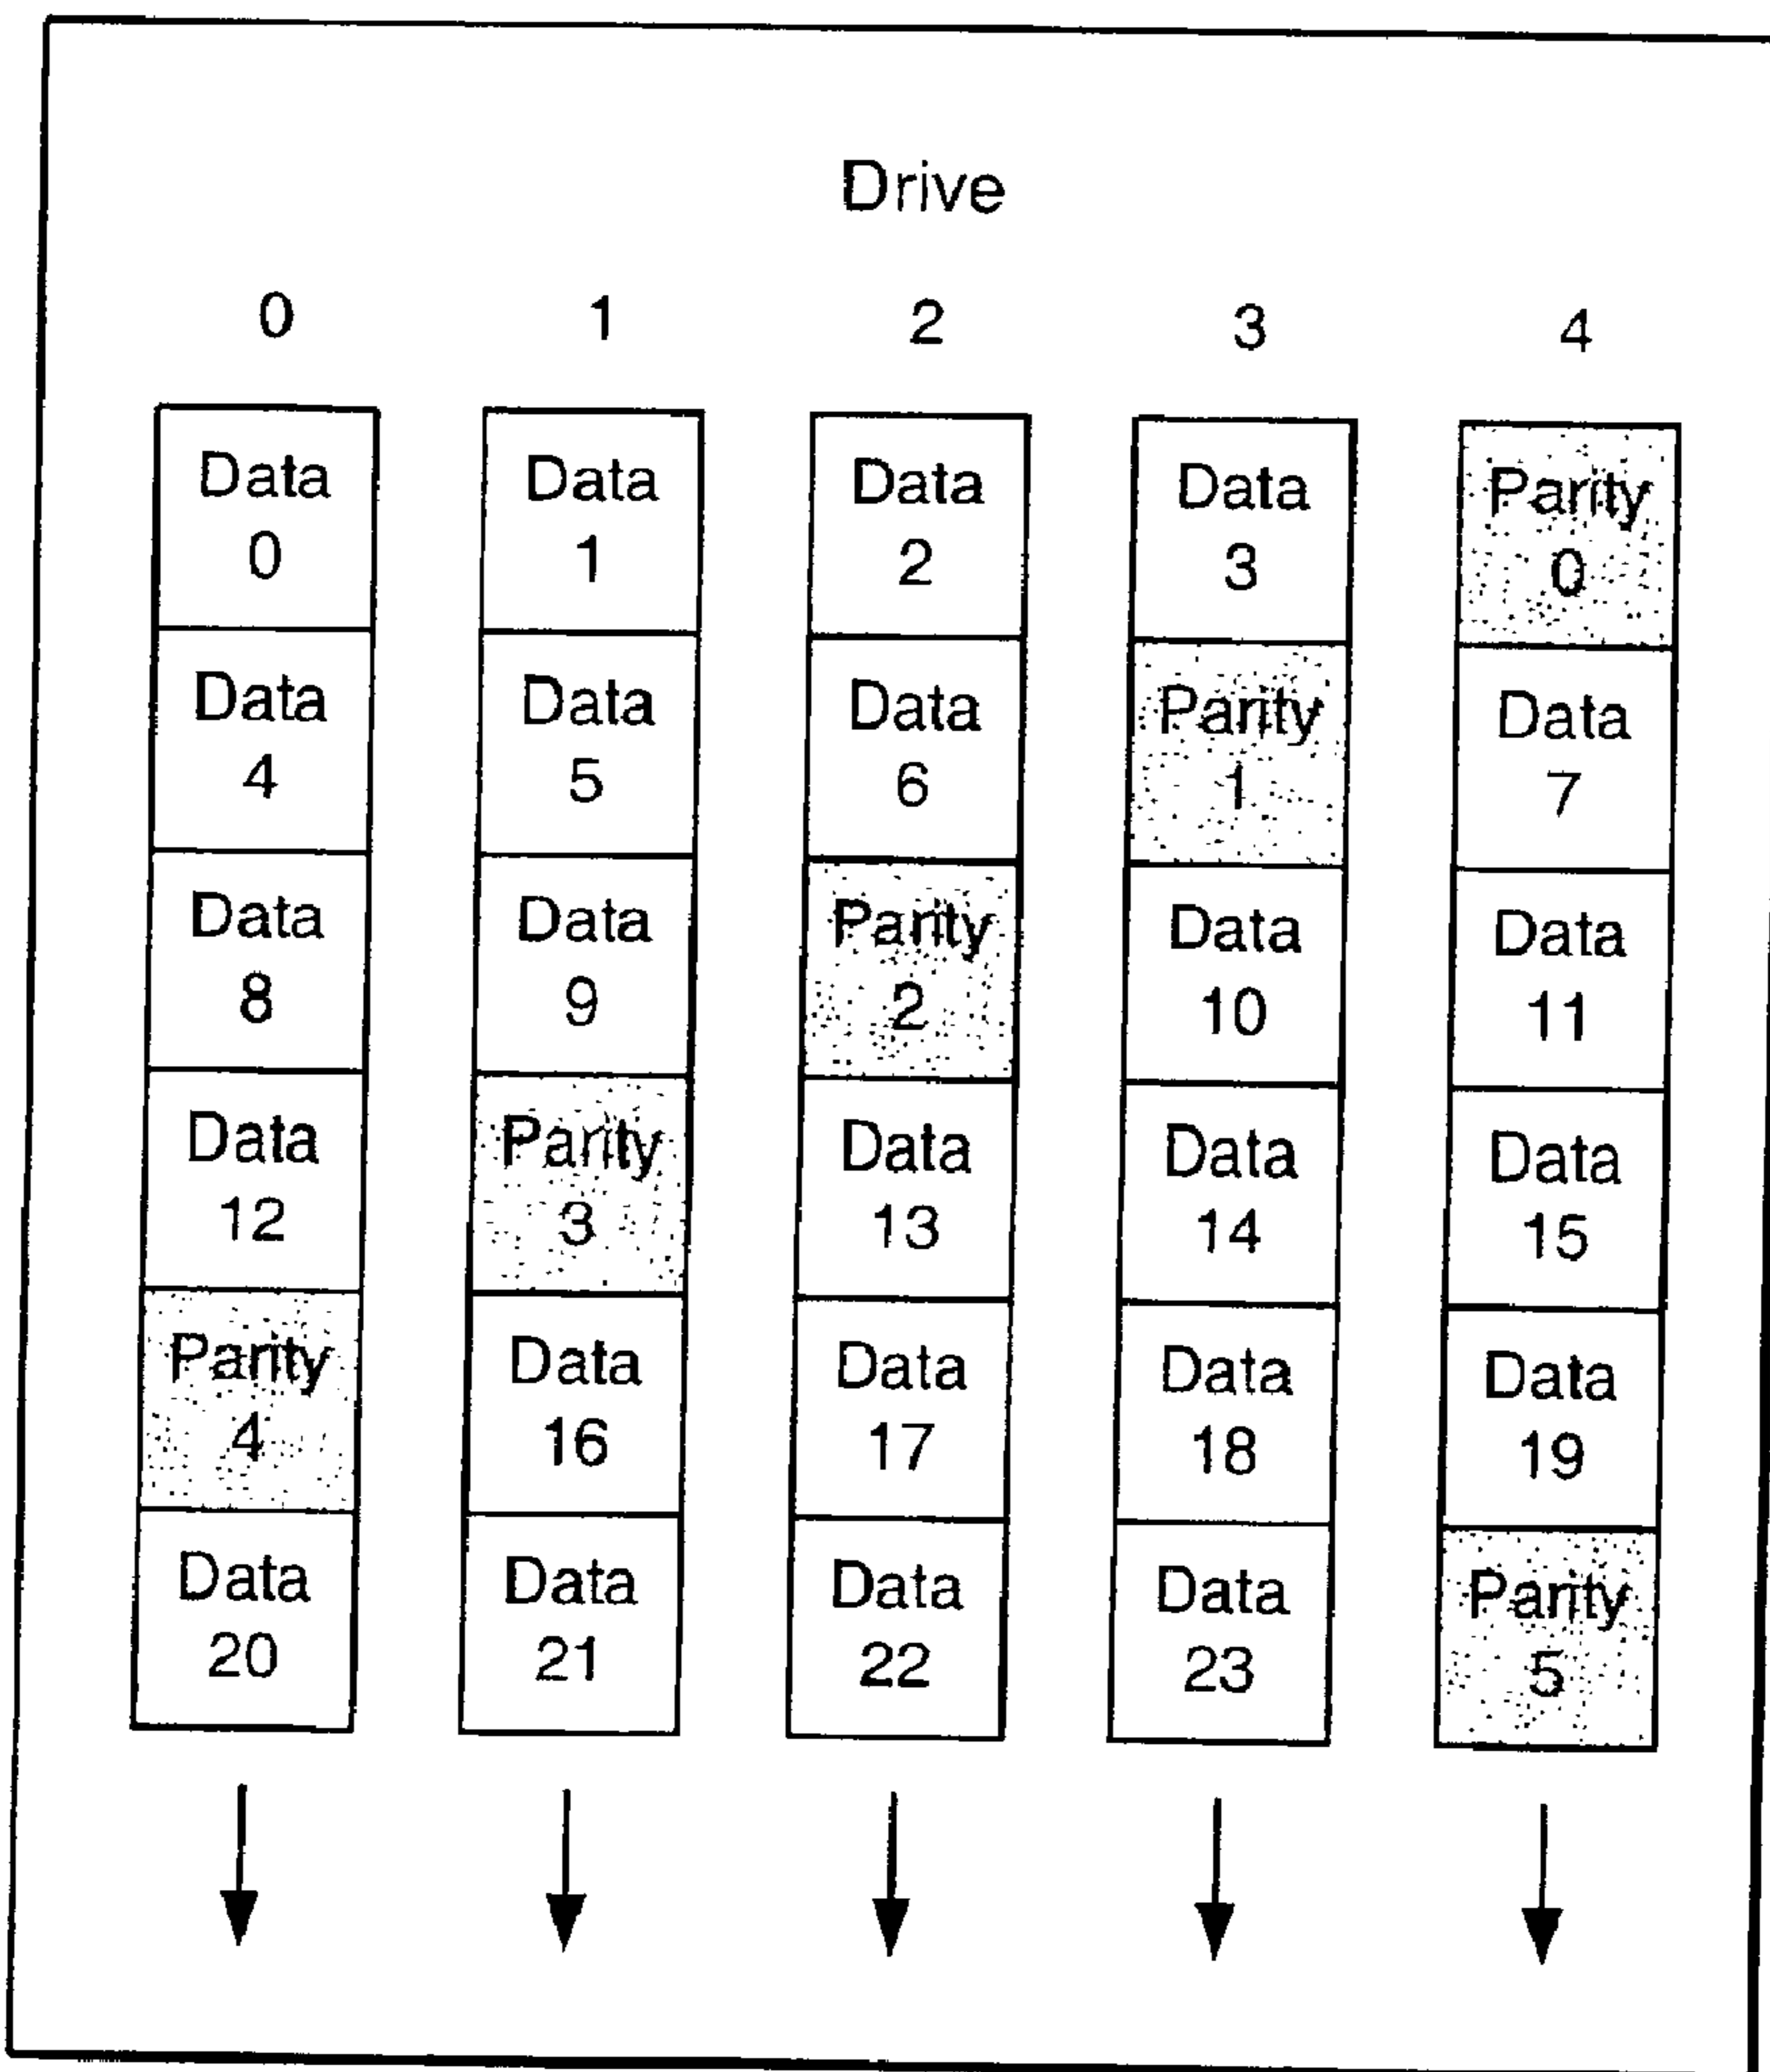 Drive
0 1 2 3 4
Data Data Data Data Parity
0 1 2 3 0
Data Data Data Parity Data
4 5 6 1 7
Data Data Parity Data Data
8 9 2 10 11
Data Parity Data Data Data
12 3 13 14 15
Parity Data Data Data Data
4 16 17 18 19
Data Data Data Data Parity
20 21 22 23 5